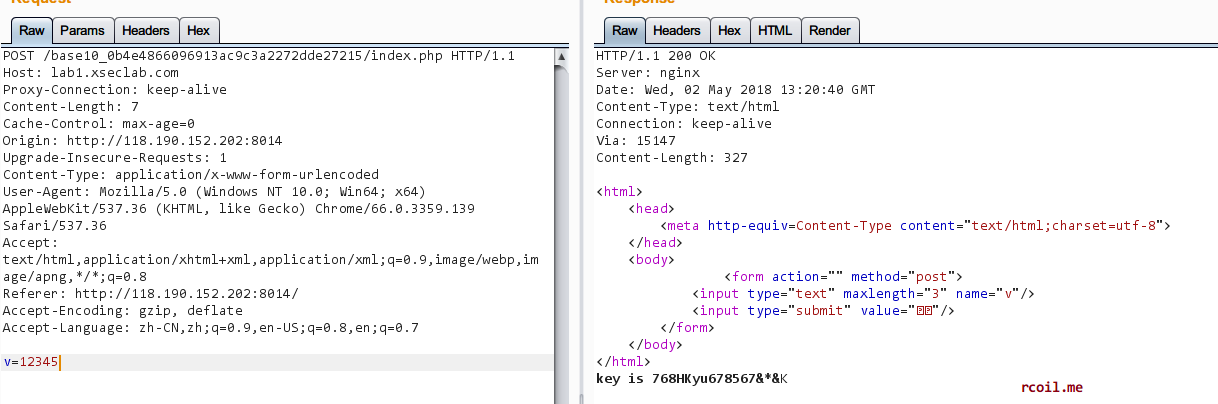 Request
Raw Params Headers Hex
POST /base10_0b4e4866096913ac9c3a2272dde27215/index.php HTTP/1.1
Host: lab1.xseclab.com
Proxy-Connection: keep-alive
Content-Length: 7
Cache-Control: max-age=0
Origin: http://118.190.152.202:8014
Upgrade-Insecure-Requests: 1
Content-Type: application/x-www-form-urlencoded
User-Agent: Mozilla/5.0 (Windows NT 10.0; Win64; x64)
AppleWebKit/537.36 (KHTML, like Gecko) Chrome/66.0.3359.139
Safari/537.36
Accept:
text/html,application/xhtml+xml,application/xml;q=0.9,image/webp,im
age/apng,*/*;q=0.8
Referer: http://118.190.152.202:8014/
Accept-Encoding: gzip, deflate
Accept-Language: zh-CN,zh;q=0.9,en-US;q=0.8,en;q=0.7
v=12345
Response
Raw Headers Hex HTML Render
HTTP/1.1 200 OK
Server: nginx
Date: Wed, 02 May 2018 13:20:40 GMT
Content-Type: text/html
Connection: keep-alive
Via: 15147
Content-Length: 327
<html>
<head>
<meta http-equiv=Content-Type content="text/html;charset=utf-8">
</head>
<body>
<form action="" method="post">
<input type="text" maxlength="3" name="v"/>
<input type="submit" value=""/>
</form>
</body>
</html>
key is 768HKyu678567&*&K
rcoil.me